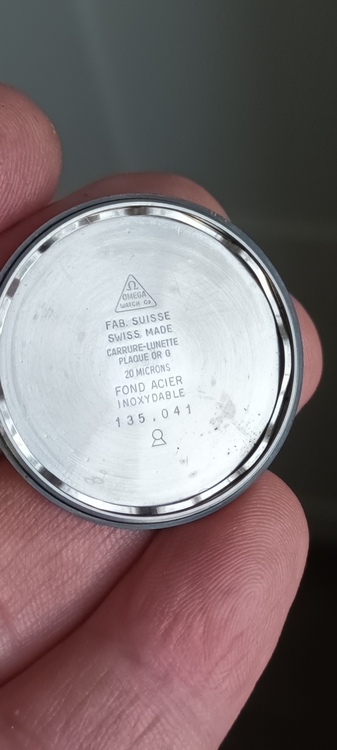 Ω
OMEGA
WATCH Co
FAB. SUISSE
SWISS MADE
CARRURE-LUNETTE
PLAQUE OR G
20 MICRONS
FOND ACIER
INOXYDABLE
135.041